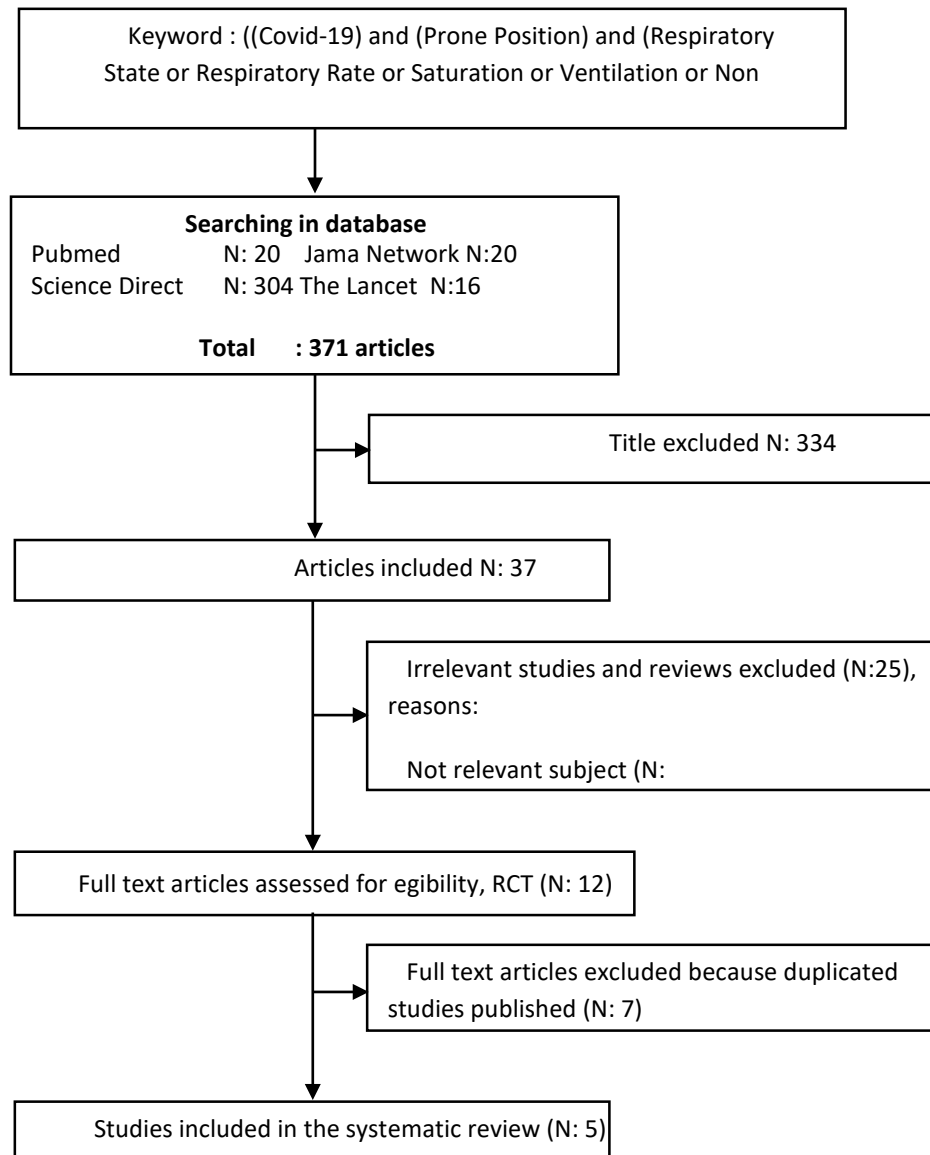 Keyword : ((Covid-19) and (Prone Position) and (Respiratory
State or Respiratory Rate or Saturation or Ventilation or Non
Searching in database
Pubmed N: 20 Jama Network N:20
Science Direct N: 304 The Lancet N:16
Total : 371 articles
Title excluded N: 334
Articles included N: 37
Irrelevant studies and reviews excluded (N:25),
reasons:
Not relevant subject (N:
Full text articles assessed for egibility, RCT (N: 12)
Full text articles excluded because duplicated
studies published (N: 7)
Studies included in the systematic review (N: 5)